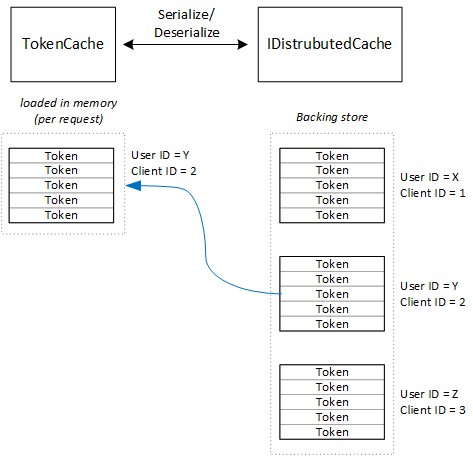 TokenCache
Serialize/
Deserialize
IDistrubutedCache
loaded in memory
(per request)
Backing store
Token
Token
Token
Token
Token
User ID = Y
Client ID = 2
Token
Token
Token
Token
Token
User ID = X
Client ID = 1
Token
Token
Token
Token
Token
User ID = Y
Client ID = 2
Token
Token
Token
Token
Token
User ID = Z
Client ID = 3